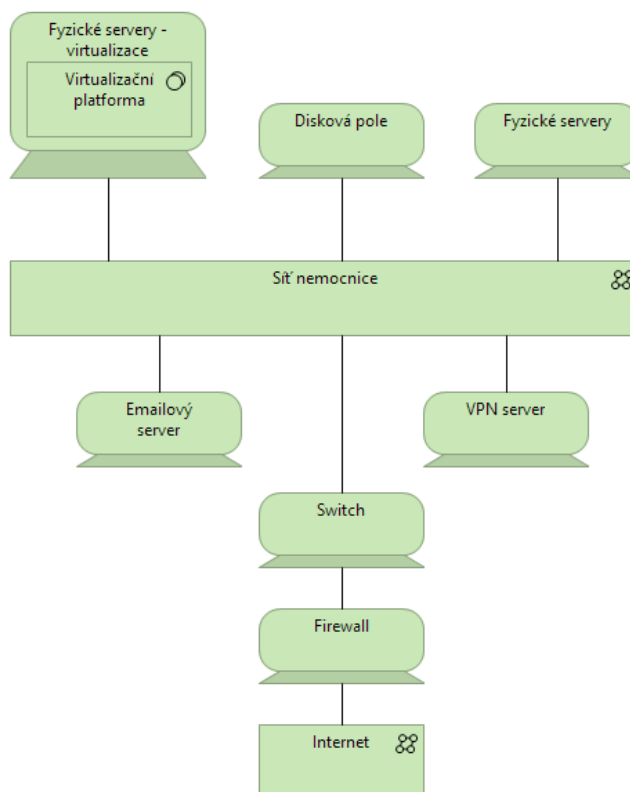 Fyzické servery -
virtualizace
Virtualizační
platforma
Disková pole
Fyzické servery
Síť nemocnice
Emailový
server
VPN server
Switch
Firewall
Internet